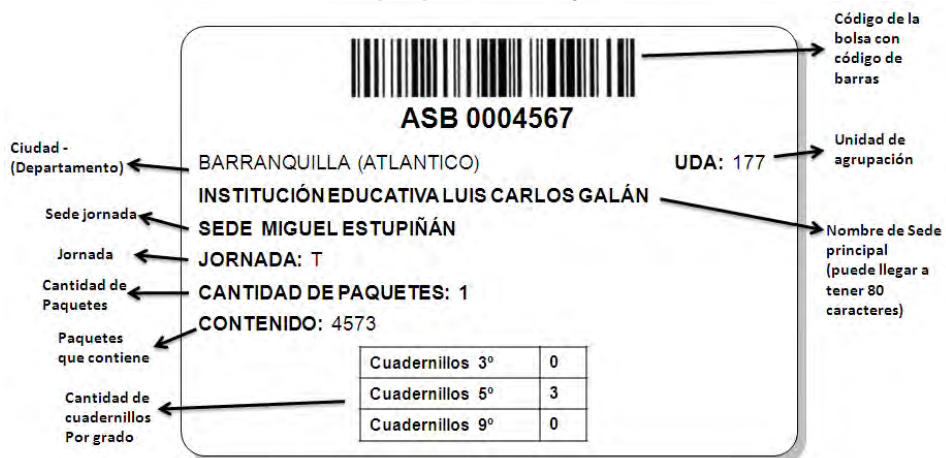 Código de la
bolsa con
código de
barras
ASB 0004567
Ciudad -
(Departamento)
BARRANQUILLA (ATLANTICO)
UDA: 177
Unidad de
agrupación
INSTITUCIÓN EDUCATIVA LUIS CARLOS GALÁN
Sede jornada
SEDE MIGUEL ESTUPIÑÁN
Nombre de Sede
principal
(puede llegar a
tener 80
caracteres)
Jornada
JORNADA: T
Cantidad de
Paquetes
CANTIDAD DE PAQUETES: 1
Paquetes
que contiene
CONTENIDO: 4573
Cantidad de
cuadernillos
Por grado
Cuadernillos 3º 0
Cuadernillos 5º 3
Cuadernillos 9º 0